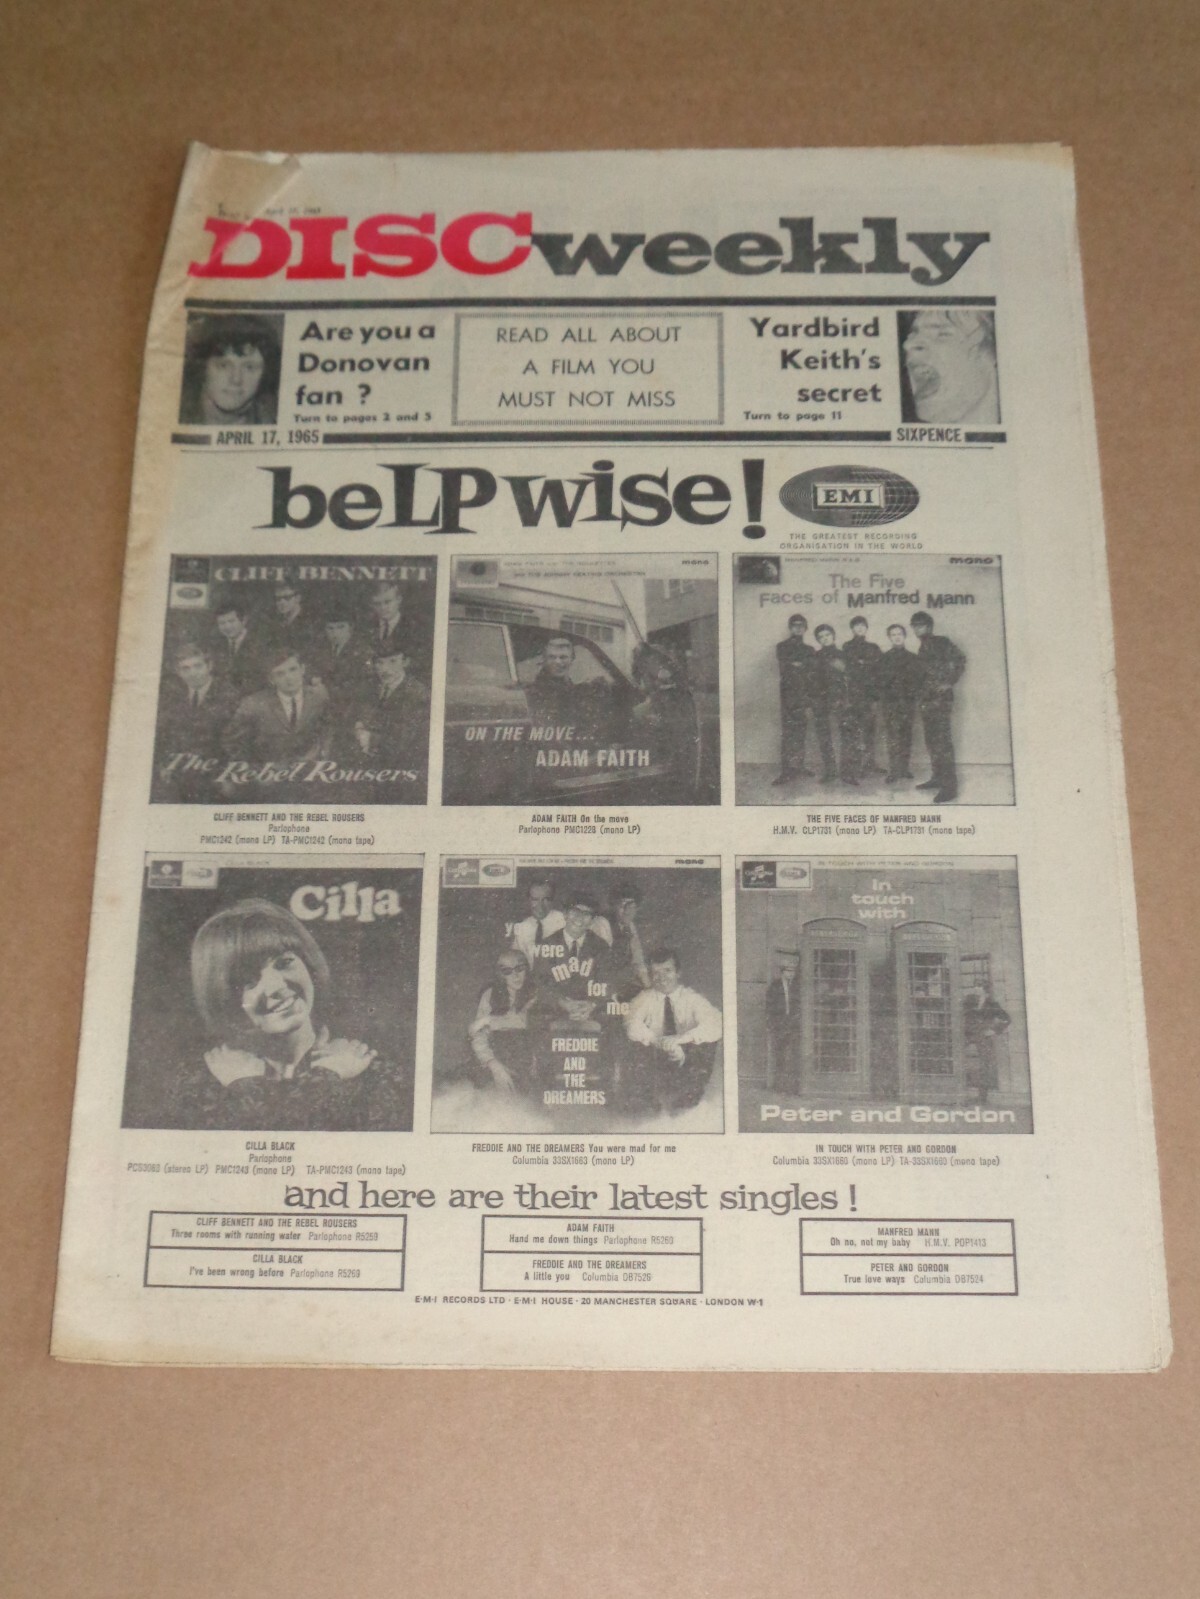 DISCweekly
Are you a
Donovan
fan ?
Turn to pages 2 and 5
READ ALL ABOUT
A FILM YOU
MUST NOT MISS
Yardbird
Keith's
secret
Turn to page 11
APRIL 17, 1965
SIXPENCE
beLP wise!
EMI
THE GREATEST RECORDING
ORGANISATION IN THE WORLD
CLIFF BENNETT
The Rebel Rousers
mono
ON THE MOVE...
ADAM FAITH
mono
The Five
Faces of Manfred Mann
CLIFF BENNETT AND THE REBEL ROUSERS
Parlophone
PMC1242 (mono LP) TA-PMC1242 (mono tape)
ADAM FAITH On the move
Parlophone PMC1228 (mono LP)
THE FIVE FACES OF MANFRED MANN
H.M.V. CLP1731 (mono LP) TA-CLP1731 (mono tape)
CILLA BLACK
Cilla
mono
you
were
mad
for
me
FREDDIE
AND
THE
DREAMERS
IN TOUCH WITH PETER AND GORDON
In
touch
with
Peter and Gordon
CILLA BLACK
Parlophone
PCS3063 (stereo LP) PMC1243 (mono LP) TA-PMC1243 (mono tape)
FREDDIE AND THE DREAMERS You were mad for me
Columbia 33SX1663 (mono LP)
IN TOUCH WITH PETER AND GORDON
Columbia 33SX1660 (mono LP) TA-33SX1660 (mono tape)
and here are their latest singles !
CLIFF BENNETT AND THE REBEL ROUSERS
Three rooms with running water Parlophone R5259
CILLA BLACK
I've been wrong before Parlophone R5269
ADAM FAITH
Hand me down things Parlophone R5260
FREDDIE AND THE DREAMERS
A little you Columbia DB7526
MANFRED MANN
Oh no, not my baby H.M.V. POP1413
PETER AND GORDON
True love ways Columbia DB7524
E·M·I RECORDS LTD · E·M·I HOUSE · 20 MANCHESTER SQUARE · LONDON W·1